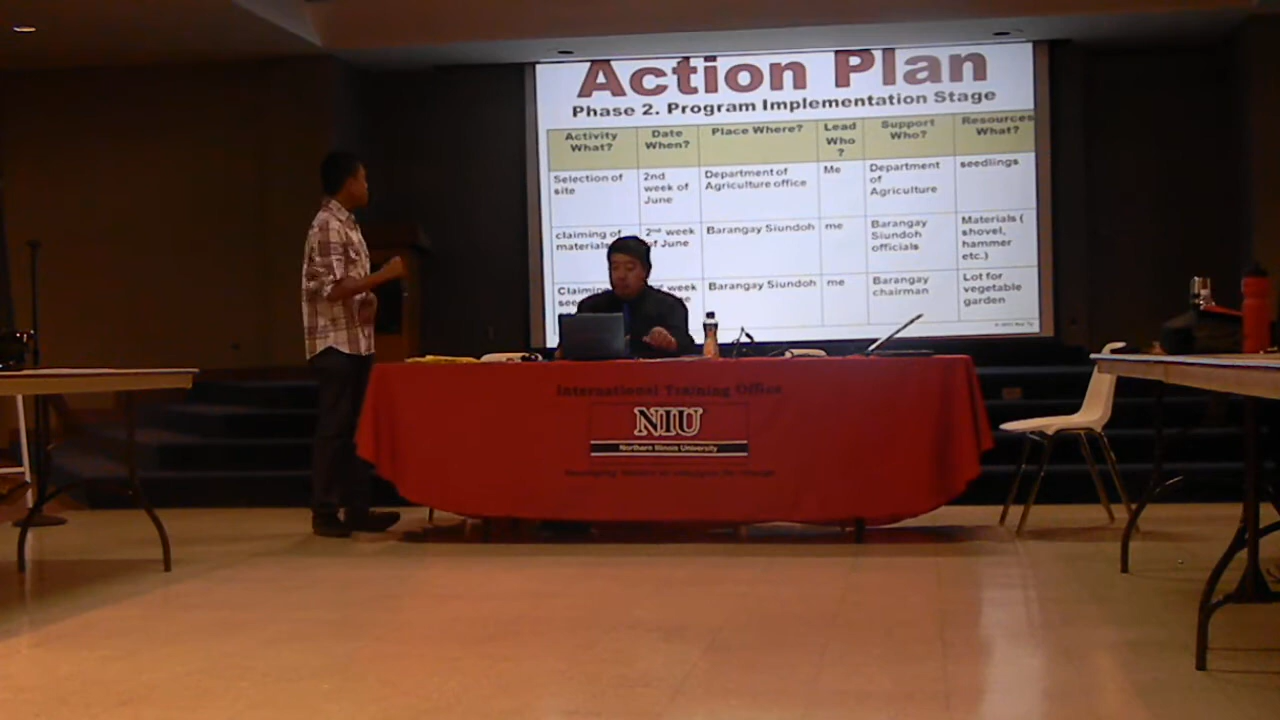 Action Plan
Phase 2. Program Implementation Stage
Activity What?
Date When?
Place Where?
Lead Who ?
Support Who?
Resources What?
Selection of site
2nd week of June
Department of Agriculture office
Me
Department of Agriculture
seedlings
claiming of materials
2nd week of June
Barangay Siundoh
me
Barangay Siundoh officials
Materials ( shovel, hammer etc.)
Claiming
week
Barangay Siundoh
me
Barangay chairman
Lot for vegetable garden
International Training Office
NIU
Northern Illinois University